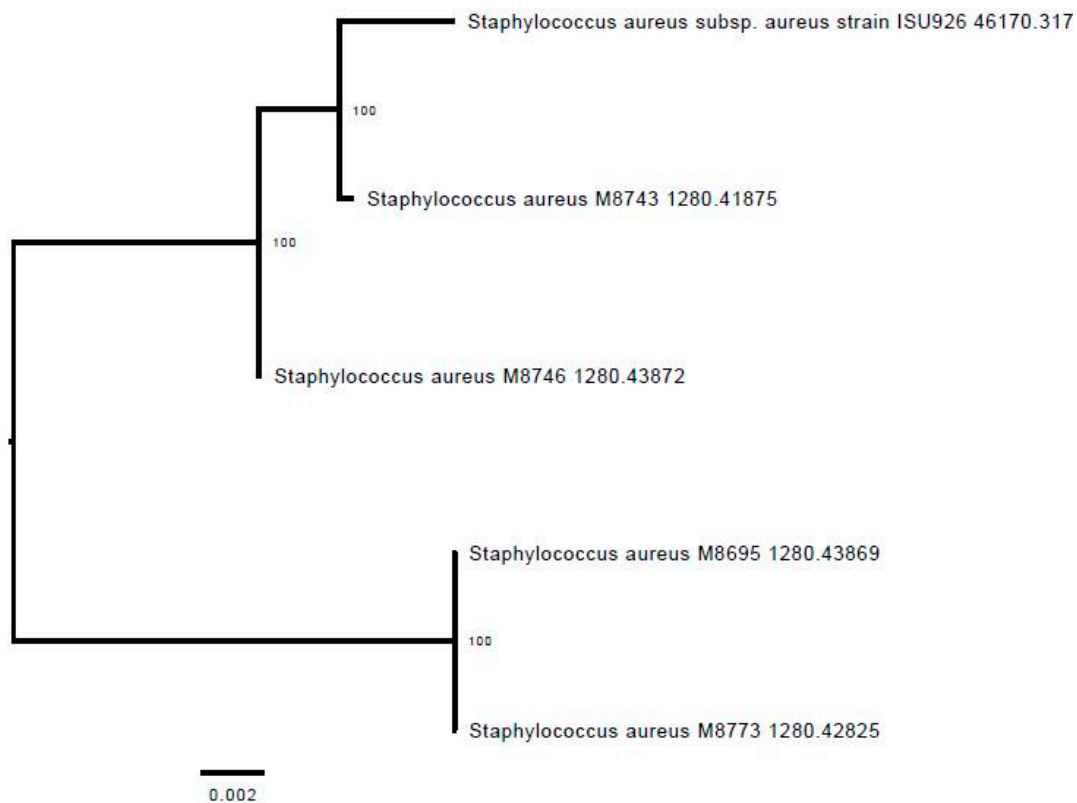 Staphylococcus aureus subsp. aureus strain ISU926 46170.317
100
Staphylococcus aureus M8743 1280.41875
100
Staphylococcus aureus M8746 1280.43872
Staphylococcus aureus M8695 1280.43869
100
Staphylococcus aureus M8773 1280.42825
0.002